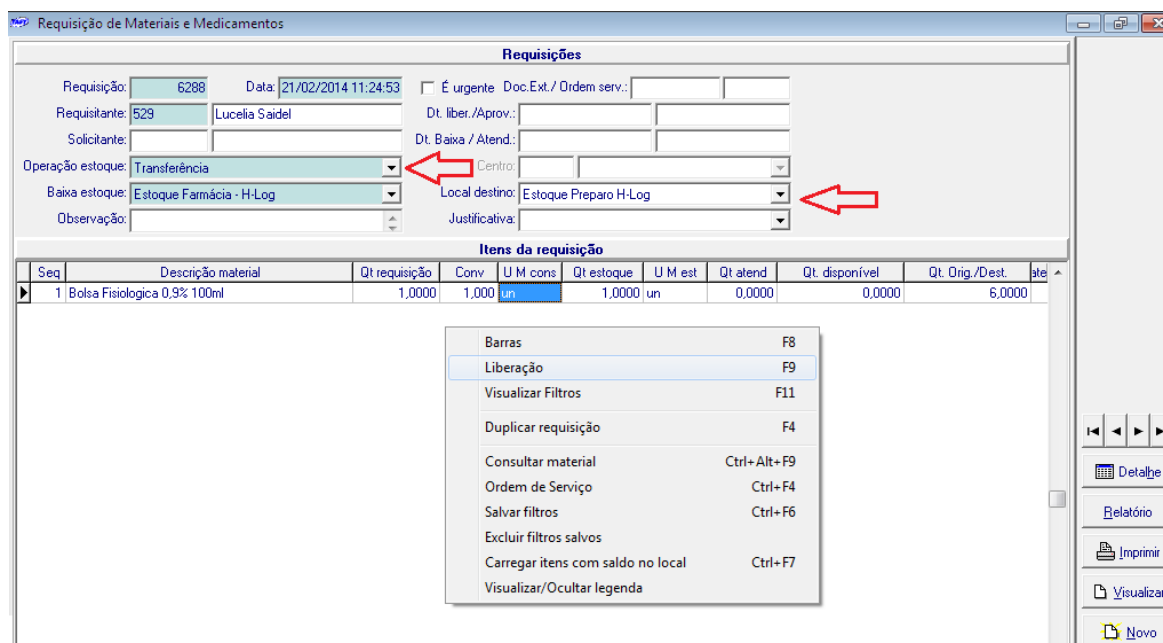 Requisição de Materiais e Medicamentos
Requisições
Requisição: 6288 Data: 21/02/2014 11:24:53 É urgente Doc.Ext./ Ordem serv.:
Requisitante: 529 Lucelia Saidel Dt. liber./Aprov.:
Solicitante: Dt. Baixa / Atend.:
Operação estoque: Transferência Centro:
Baixa estoque: Estoque Farmácia - H-Log Local destino: Estoque Preparo H-Log
Observação: Justificativa:
Itens da requisição
Seq Descrição material Qt requisição Conv U M cons Qt estoque U M est Qt atend Qt. disponível Qt. Orig./Dest.
1 Bolsa Fisiologica 0,9% 100ml 1,0000 1,000 un 1,0000 un 0,0000 0,0000 6,0000
Barras F8
Liberação F9
Visualizar Filtros F11
Duplicar requisição F4
Consultar material Ctrl+Alt+F9
Ordem de Serviço Ctrl+F4
Salvar filtros Ctrl+F6
Excluir filtros salvos
Carregar itens com saldo no local Ctrl+F7
Visualizar/Ocultar legenda
Detalhe
Relatório
Imprimir
Visualizar
Novo